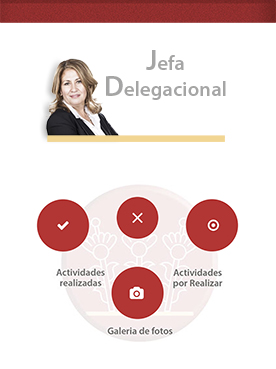 Jefa
Delegacional
Actividades
realizadas
Actividades
por Realizar
Galeria de fotos